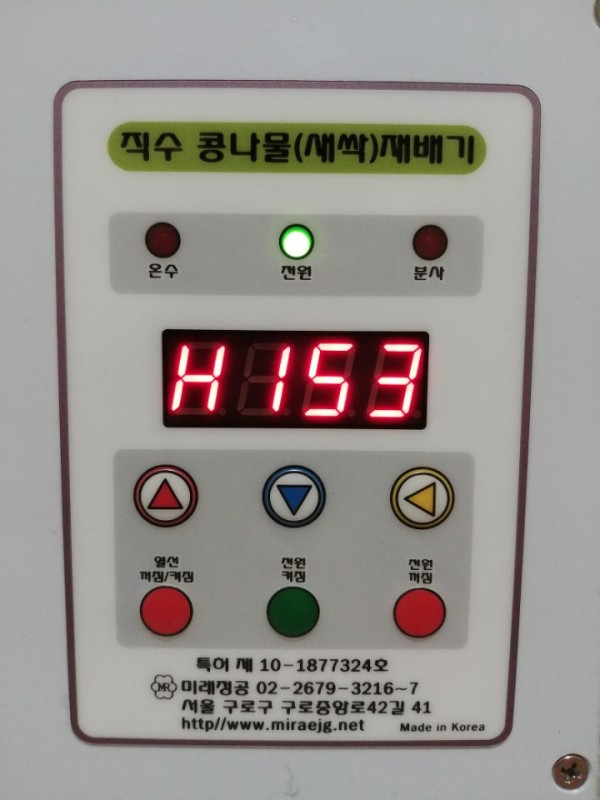 직수 콩나물(새싹)재배기
온수 전원 분사
H153
열선 전원 전원
꺼짐/켜짐 켜짐 꺼짐
특허 제 10-1877324호
MR 미래정공 02-2679-3216~7
서울 구로구 구로중앙로42길 41
http//www.miraejg.net Made in Korea